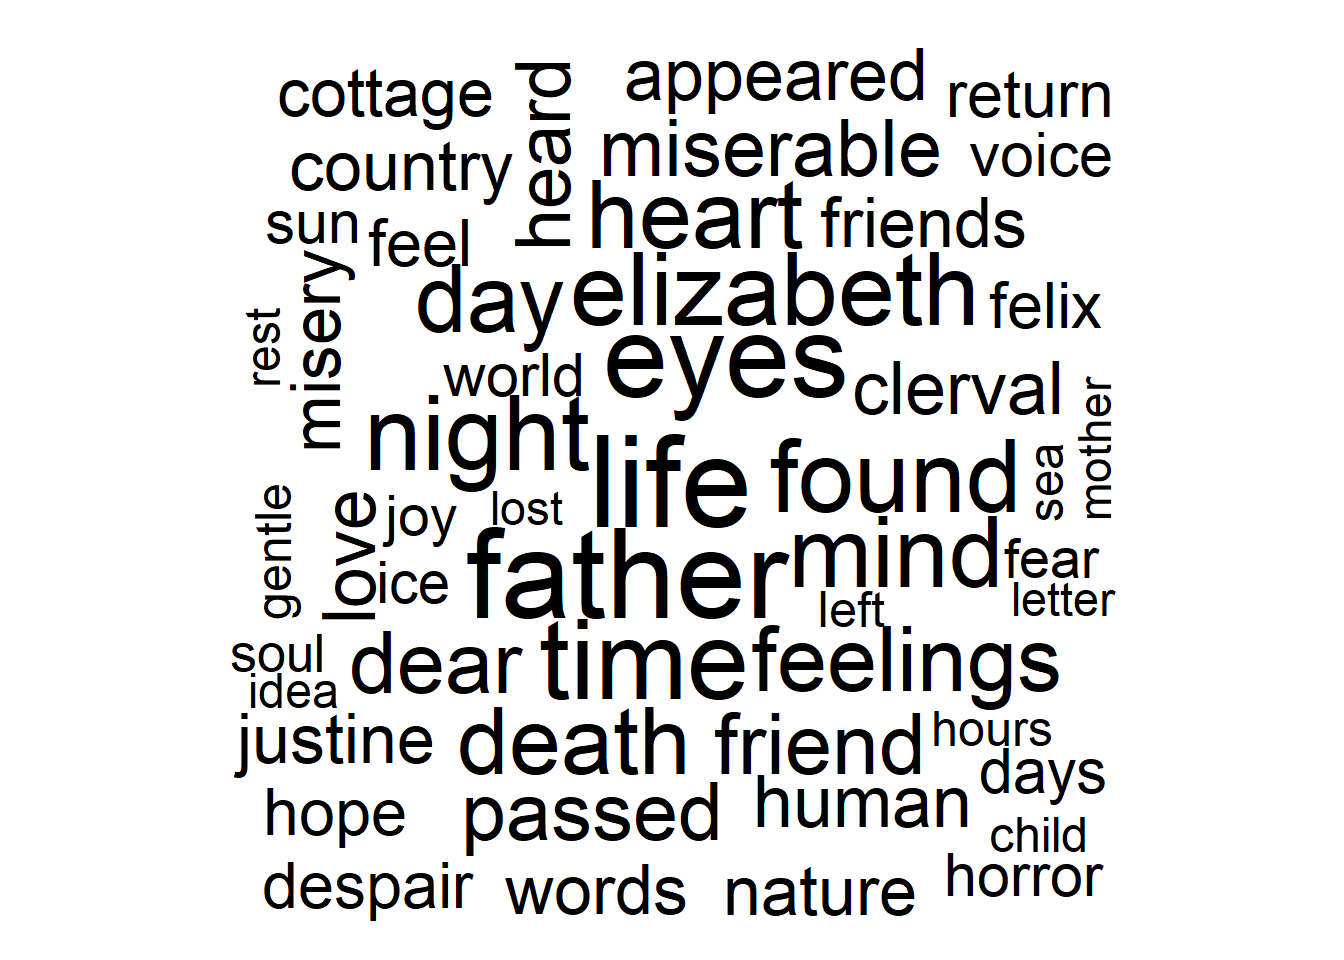 cottage
heard
appeared
return
country
miserable
voice
sun
feel
heart
friends
misery
day
elizabeth
felix
rest
world
eyes
clerval
mother
night
life
found
sea
gentle
love
joy
lost
father
mind
fear
ice
left
letter
soul
idea
dear
time
feelings
justine
death
friend
hours
days
hope
passed
human
child
despair
words
nature
horror